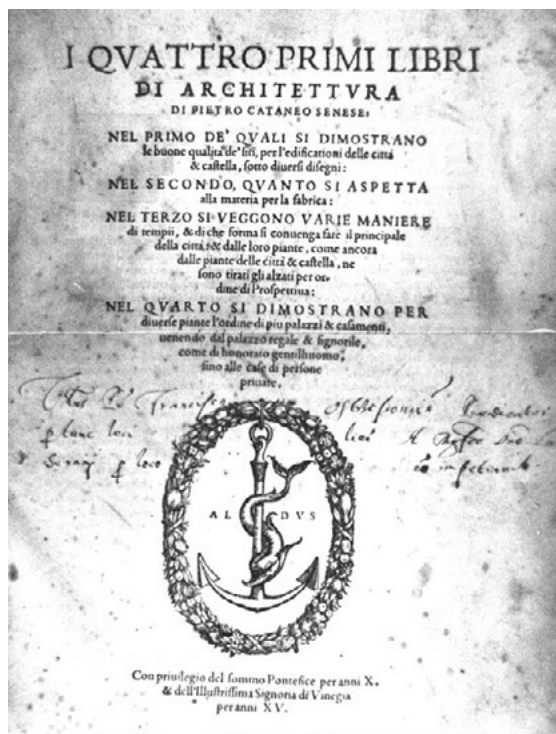 I QVATTRO PRIMI LIBRI
DI ARCHITETTVRA
DI PIETRO CATANEO SENESE:
NEL PRIMO DE' QVALI SI DIMOSTRANO
le buone qualita de' siti, per l'edificationi delle città
& castella, sotto diuersi disegni:
NEL SECONDO, QVANTO SI ASPETTA
alla materia per la fabrica:
NEL TERZO SI VEGGONO VARIE MANIERE
di tempii, & di che forma si conuenga fare il principale
della città: & dalle loro piante, come ancora
dalle piante delle città & castella, ne
sono tirati gli alzati per or-
dine di Prospettiua:
NEL QVARTO SI DIMOSTRANO PER
diuerse piante l'ordine di piu palazzi & casamenti,
uenendo dal palazzo regale & signorile,
come di honorato gentilhuomo,
sino alle case di persone
priuate.
AL DVS
Con priuilegio del sommo Pontefice per anni X.
& dell'Illustrissima Signoria di Vinegia
per anni XV.